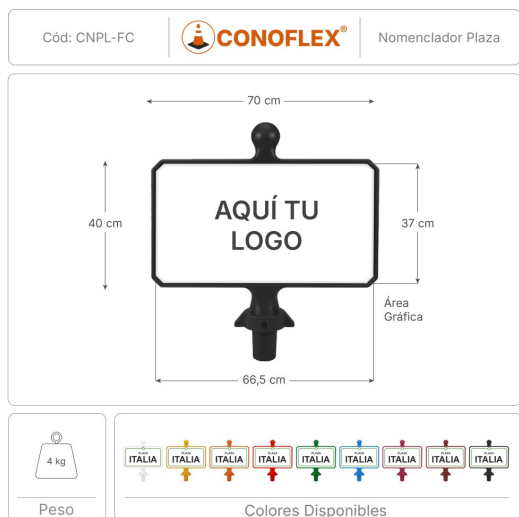 Cód: CNPL-FC
CONOFLEX®
Nomenclador Plaza
70 cm
40 cm
AQUÍ TU
LOGO
37 cm
Área
Gráfica
66,5 cm
4 kg
Peso
PLAZA PLAZA PLAZA PLAZA PLAZA PLAZA PLAZA PLAZA PLAZA
ITALIA ITALIA ITALIA ITALIA ITALIA ITALIA ITALIA ITALIA ITALIA
Colores Disponibles